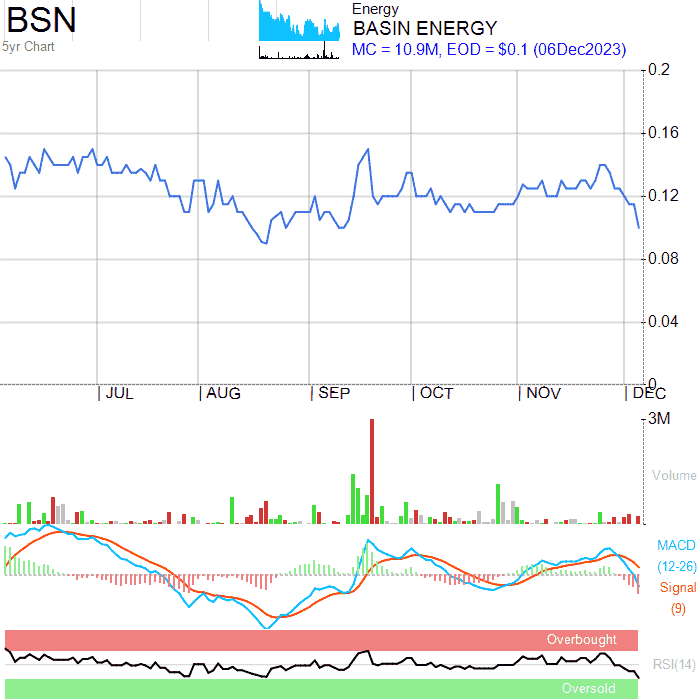 BSN
5yr Chart
Energy
BASIN ENERGY
MC = 10.9M, EOD = $0.1 (06Dec2023)
0.2
0.16
0.12
0.08
0.04
0
JUL AUG SEP OCT NOV DEC
3M
Volume
MACD
(12-26)
Signal
(9)
Overbought
RSI(14)
Oversold